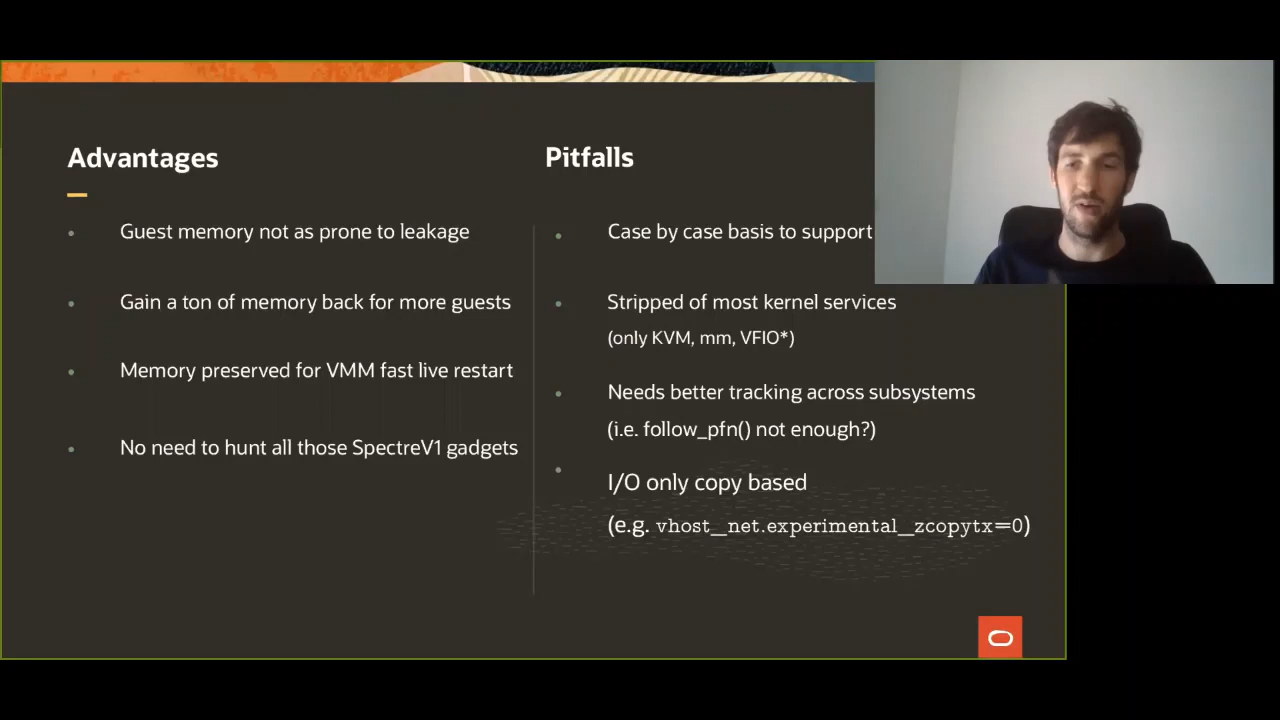 Advantages
Guest memory not as prone to leakage
Gain a ton of memory back for more guests
Memory preserved for VMM fast live restart
No need to hunt all those SpectreV1 gadgets
Pitfalls
Case by case basis to support
Stripped of most kernel services
(only KVM, mm, VFIO*)
Needs better tracking across subsystems
(i.e. follow_pfn() not enough?)
I/O only copy based
(e.g. vhost_net.experimental_zcopytx=0)